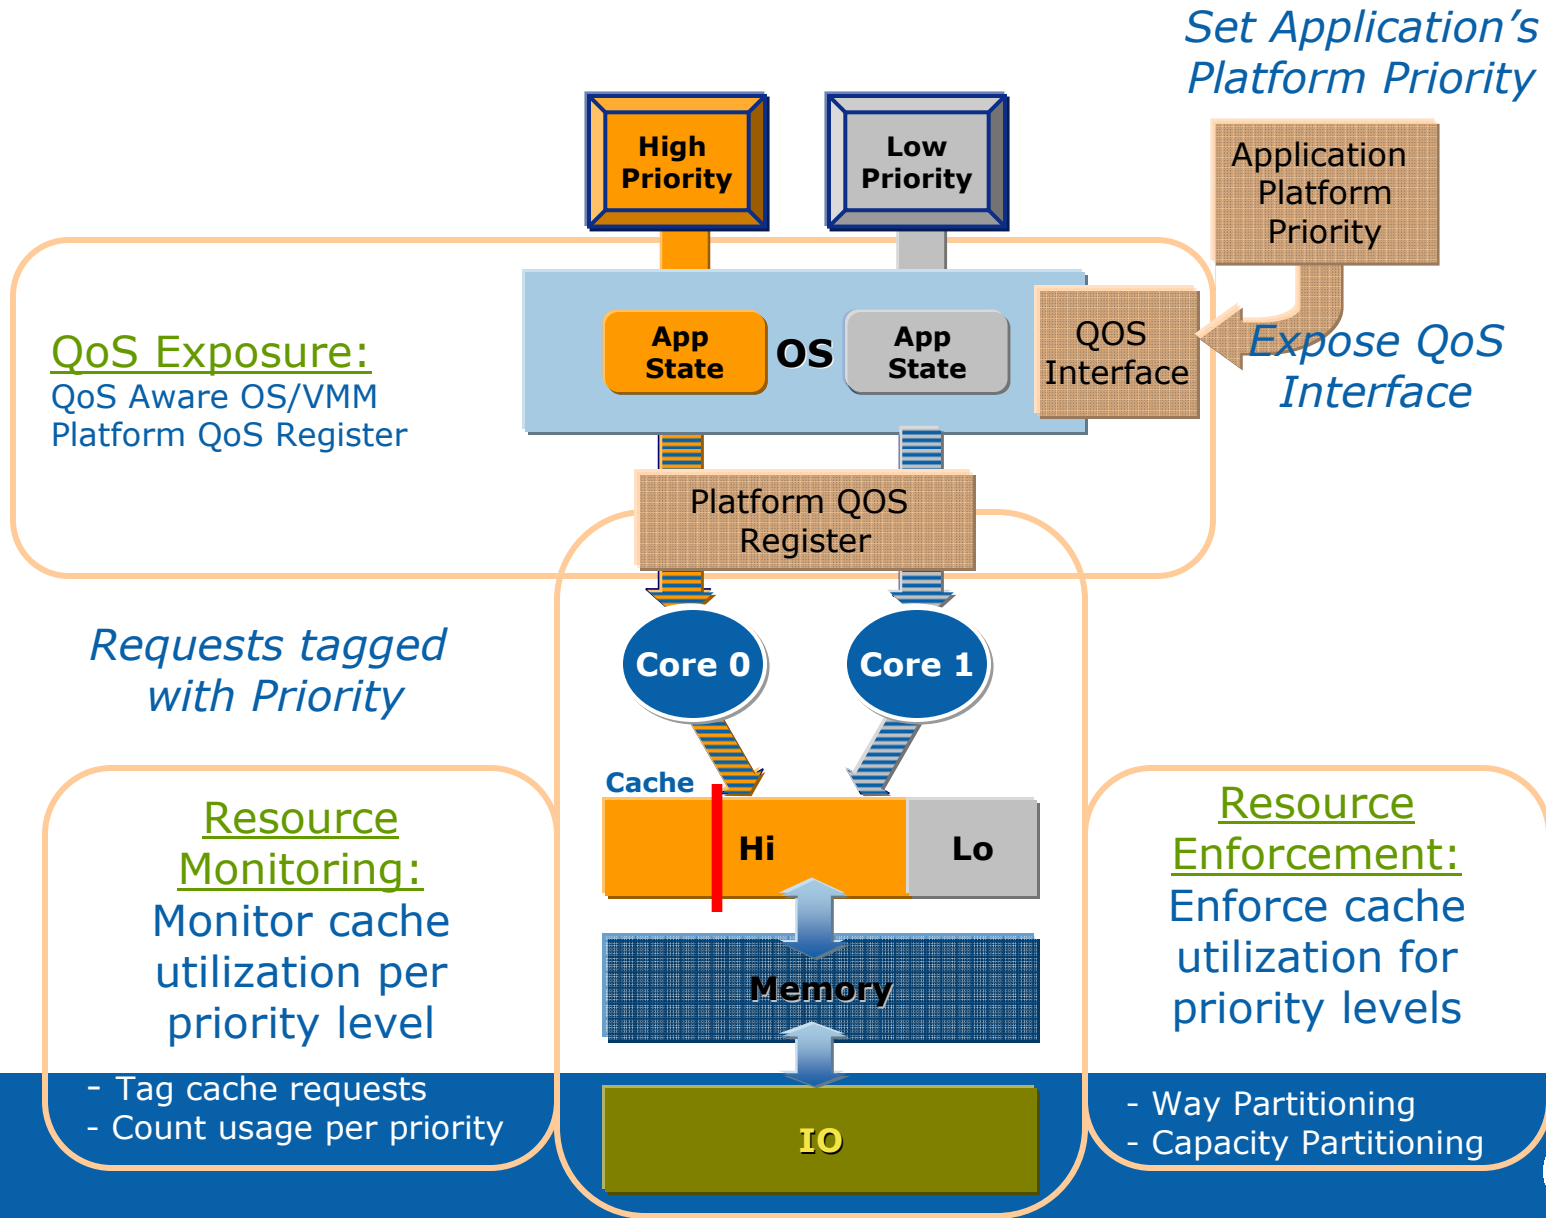 Set Application's
Platform Priority
High
Priority
Low
Priority
Application
Platform
Priority
QoS Exposure:
QoS Aware OS/VMM
Platform QoS Register
App
State
OS
App
State
QOS
Interface
Expose QoS
Interface
Platform QOS
Register
Requests tagged
with Priority
Core 0
Core 1
Cache
Hi
Lo
Memory
IO
Resource
Monitoring:
Monitor cache
utilization per
priority level
- Tag cache requests
- Count usage per priority
Resource
Enforcement:
Enforce cache
utilization for
priority levels
- Way Partitioning
- Capacity Partitioning